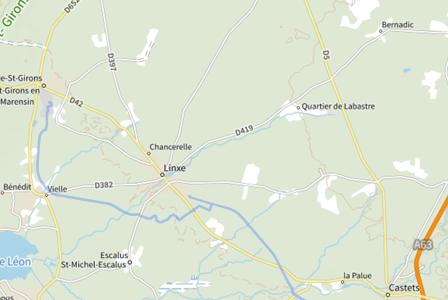 St-Girons
D652
D397
Bernadic
D5
e-St-Girons
t-Girons en
Marensin
D42
Quartier de Labastre
D419
Chancerelle
Linxe
Bénédit
Vielle
D382
Escalus
St-Michel-Escalus
e Léon
A63
la Palue
Castets